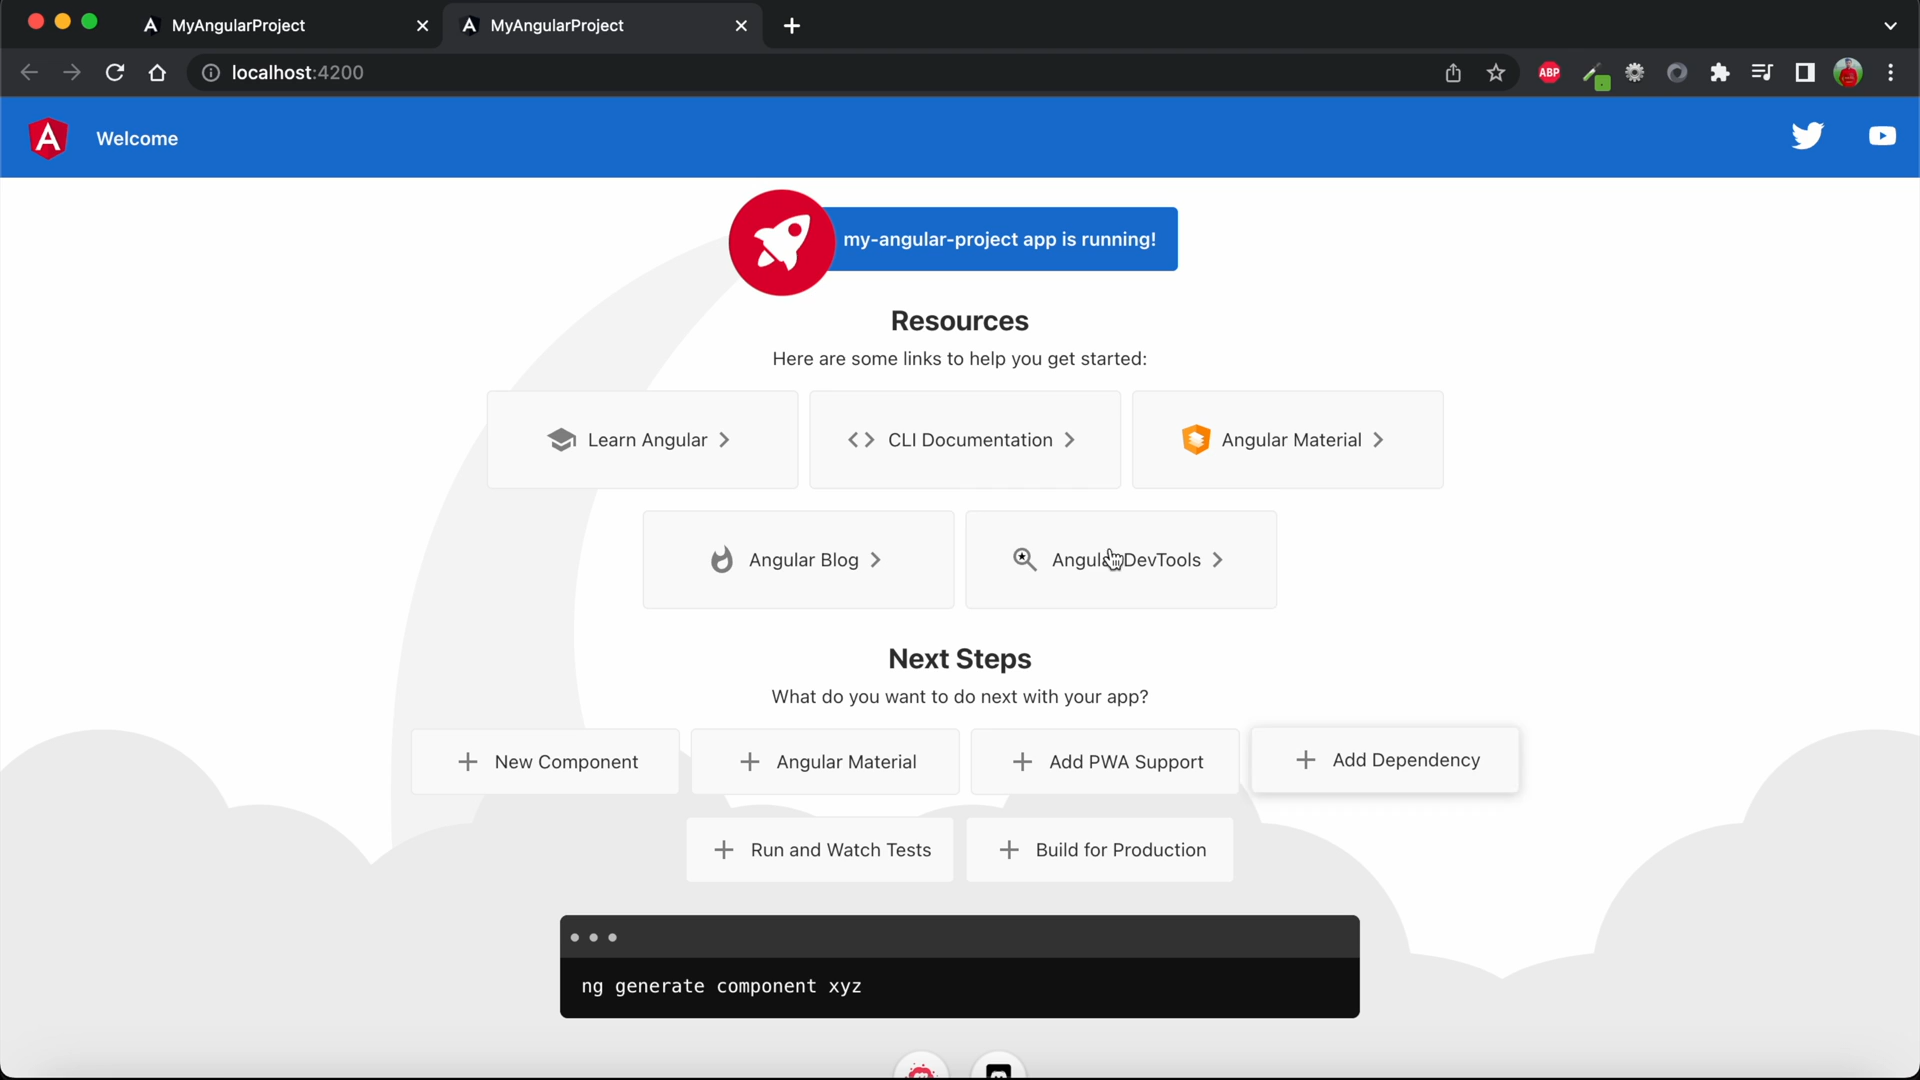 MyAngularProject
MyAngularProject
localhost:4200
ABP
Welcome
my-angular-project app is running!
Resources
Here are some links to help you get started:
Learn Angular
CLI Documentation
Angular Material
Angular Blog
Angular DevTools
Next Steps
What do you want to do next with your app?
New Component
Angular Material
Add PWA Support
Add Dependency
Run and Watch Tests
Build for Production
ng generate component xyz